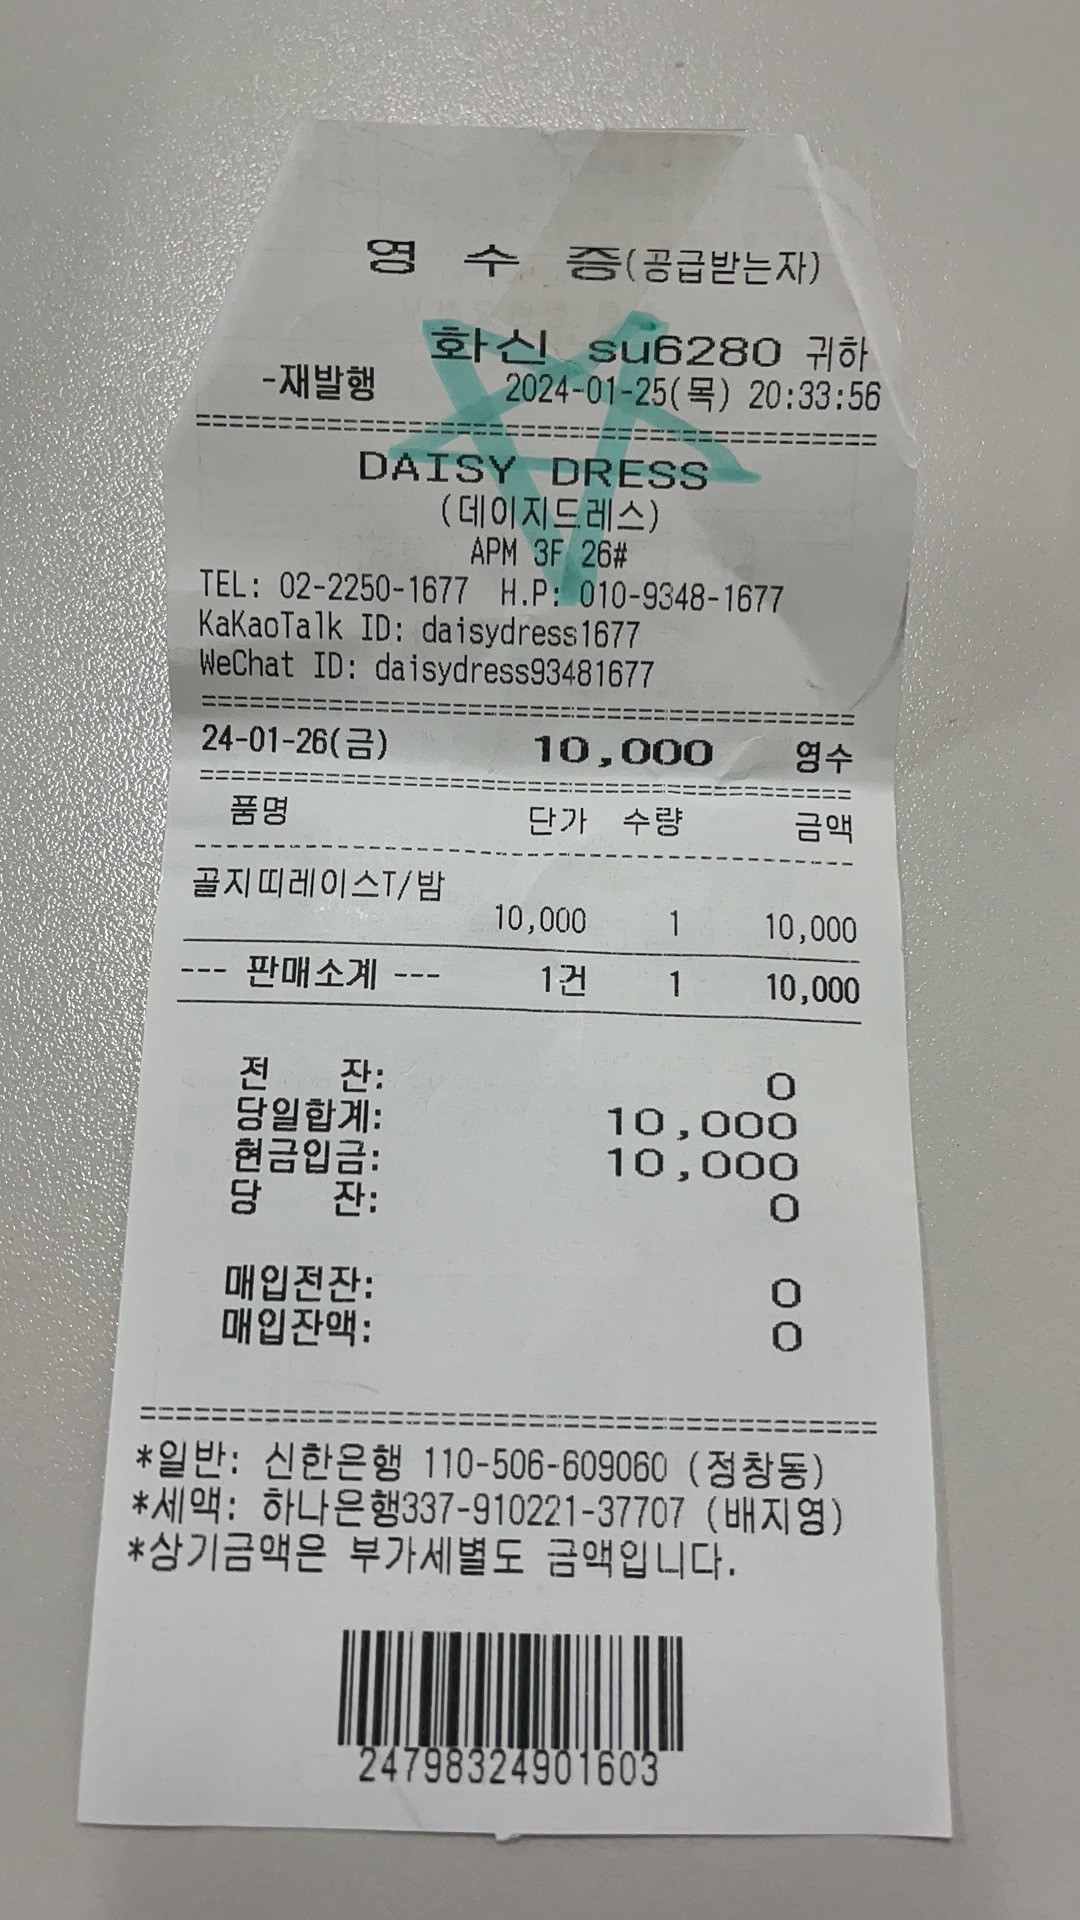 영 수 증(공급받는자)
화신 su6280 귀하
-재발행 2024-01-25(목) 20:33:56
==========================================
DAISY DRESS
(데이지드레스)
APM 3F 26#
TEL: 02-2250-1677 H.P: 010-9348-1677
KaKaoTalk ID: daisydress1677
WeChat ID: daisydress93481677
==========================================
24-01-26(금) 10,000 영수
==========================================
품명 단가 수량 금액
------------------------------------------
골지띠레이스T/밤
10,000 1 10,000
--- 판매소계 --- 1건 1 10,000
전 잔: 0
당일합계: 10,000
현금입금: 10,000
당 잔: 0
매입전잔: 0
매입잔액: 0
==========================================
*일반: 신한은행 110-506-609060 (정창동)
*세액: 하나은행337-910221-37707 (배지영)
*상기금액은 부가세별도 금액입니다.
24798324901603